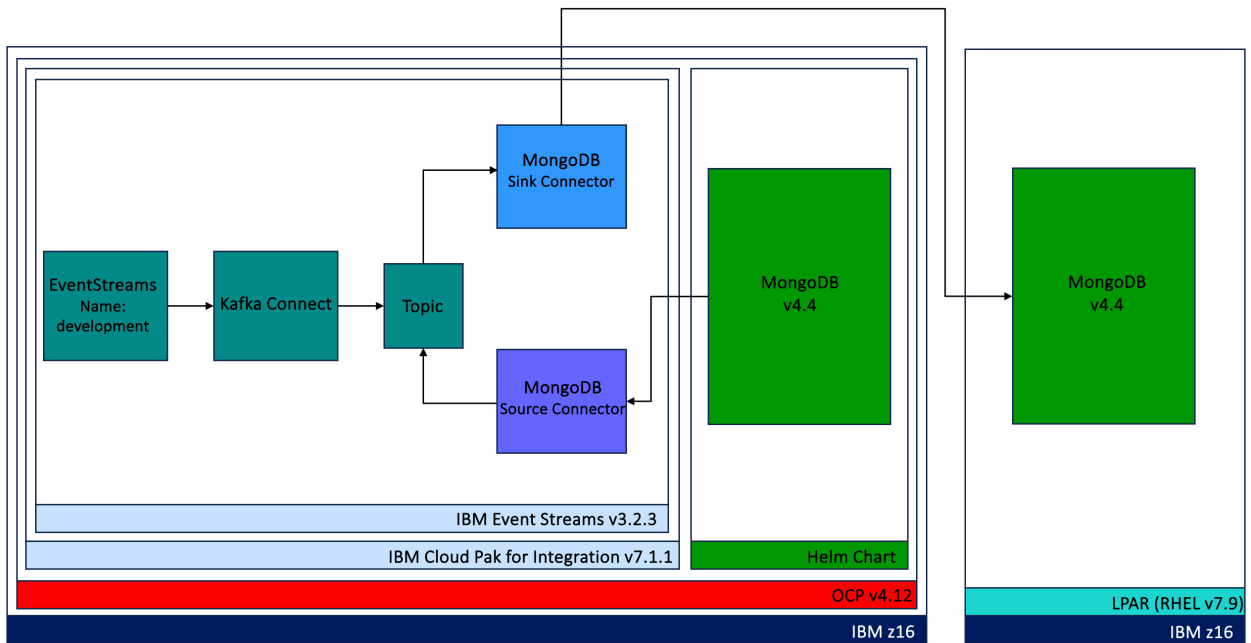 MongoDB
Sink Connector
EventStreams
Name:
development
Kafka Connect
Topic
MongoDB
Source Connector
MongoDB
v4.4
MongoDB
v4.4
IBM Event Streams v3.2.3
IBM Cloud Pak for Integration v7.1.1
Helm Chart
OCP v4.12
IBM z16
LPAR (RHEL v7.9)
IBM z16